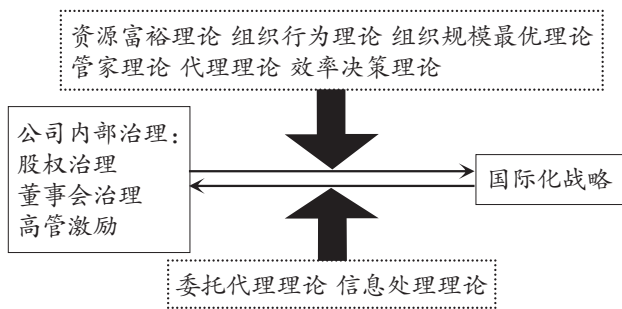 资源富裕理论 组织行为理论 组织规模最优理论
管家理论 代理理论 效率决策理论
公司内部治理：
股权治理
董事会治理
高管激励
国际化战略
委托代理理论 信息处理理论